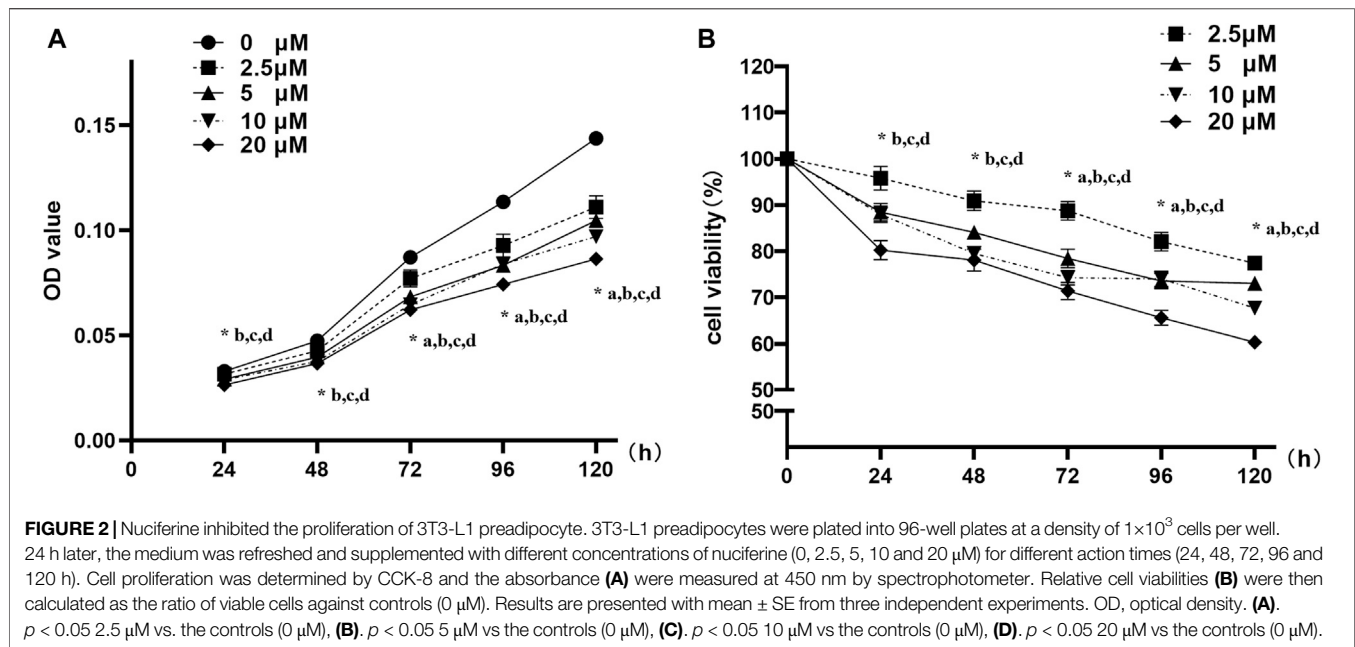 A
0 µM
2.5µM
5 µM
10 µM
20 µM
OD value
0.15
0.10
0.05
0.00
* b,c,d
* b,c,d
* a,b,c,d
* a,b,c,d
* a,b,c,d
0 24 48 72 96 120 (h)
B
2.5µM
5 µM
10 µM
20 µM
cell viability (%)
120
110
100
90
80
70
60
50
50
* b,c,d
* b,c,d
* a,b,c,d
* a,b,c,d
* a,b,c,d
0 24 48 72 96 120 (h)
FIGURE 2 | Nuciferine inhibited the proliferation of 3T3-L1 preadipocyte. 3T3-L1 preadipocytes were plated into 96-well plates at a density of 1×10³ cells per well.
24 h later, the medium was refreshed and supplemented with different concentrations of nuciferine (0, 2.5, 5, 10 and 20 µM) for different action times (24, 48, 72, 96 and
120 h). Cell proliferation was determined by CCK-8 and the absorbance (A) were measured at 450 nm by spectrophotometer. Relative cell viabilities (B) were then
calculated as the ratio of viable cells against controls (0 µM). Results are presented with mean ± SE from three independent experiments. OD, optical density. (A).
p < 0.05 2.5 µM vs. the controls (0 µM), (B). p < 0.05 5 µM vs the controls (0 µM), (C). p < 0.05 10 µM vs the controls (0 µM), (D). p < 0.05 20 µM vs the controls (0 µM).